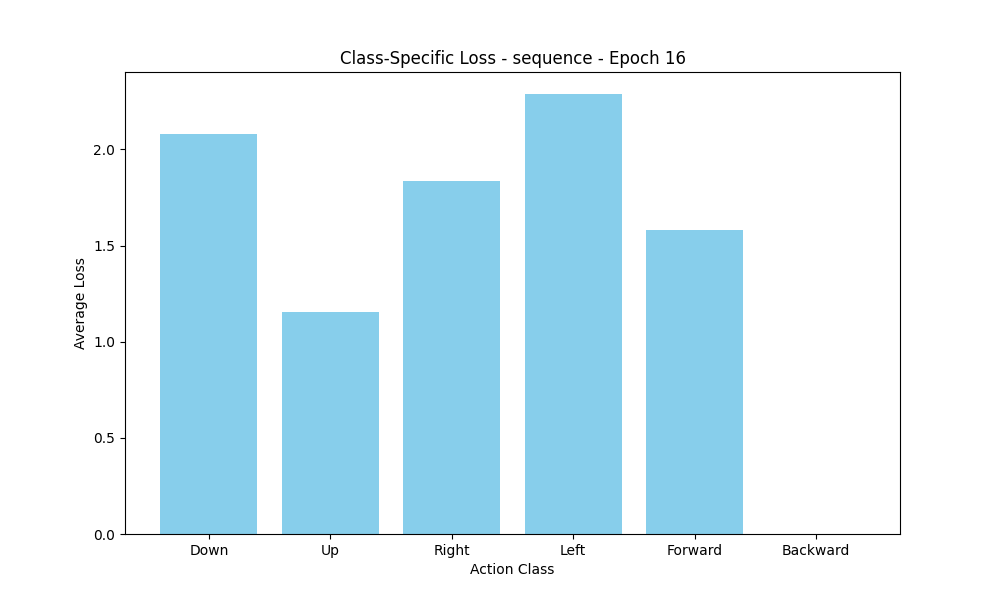 Class-Specific Loss - sequence - Epoch 16
Average Loss
2.0
1.5
1.0
0.5
0.0
Down Up Right Left Forward Backward
Action Class